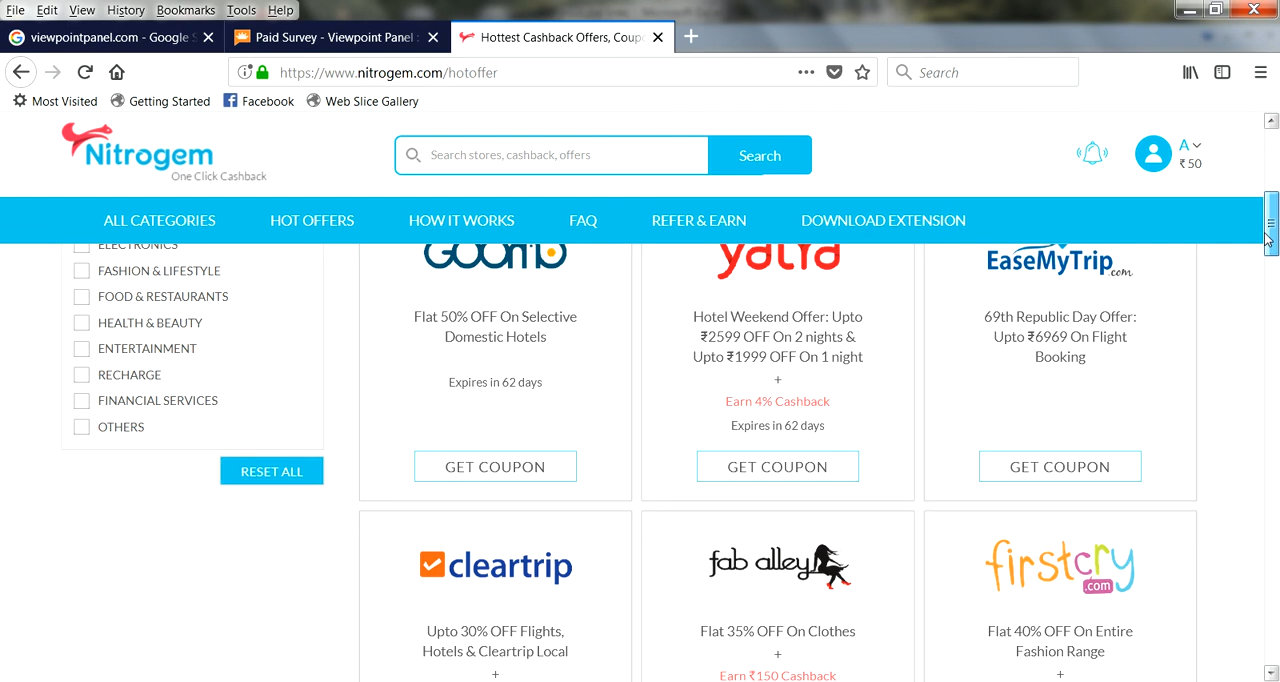 File Edit View History Bookmarks Tools Help
viewpointpanel.com - Google S
Paid Survey - Viewpoint Panel
Hottest Cashback Offers, Coup
https://www.nitrogem.com/hotoffer
Search
Most Visited
Getting Started
Facebook
Web Slice Gallery
Nitrogem
One Click Cashback
Search stores, cashback, offers
Search
A
₹ 50
ALL CATEGORIES
HOT OFFERS
HOW IT WORKS
FAQ
REFER & EARN
DOWNLOAD EXTENSION
ELECTRONICS
FASHION & LIFESTYLE
FOOD & RESTAURANTS
HEALTH & BEAUTY
ENTERTAINMENT
RECHARGE
FINANCIAL SERVICES
OTHERS
RESET ALL
Goomo
Flat 50% OFF On Selective
Domestic Hotels
Expires in 62 days
GET COUPON
yatra
Hotel Weekend Offer: Upto
₹2599 OFF On 2 nights &
Upto ₹1999 OFF On 1 night
+
Earn 4% Cashback
Expires in 62 days
GET COUPON
EaseMyTrip.com
69th Republic Day Offer:
Upto ₹6969 On Flight
Booking
GET COUPON
cleartrip
Upto 30% OFF Flights,
Hotels & Cleartrip Local
+
fab alley
Flat 35% OFF On Clothes
+
Earn ₹150 Cashback
firstcry
.com
Flat 40% OFF On Entire
Fashion Range
+